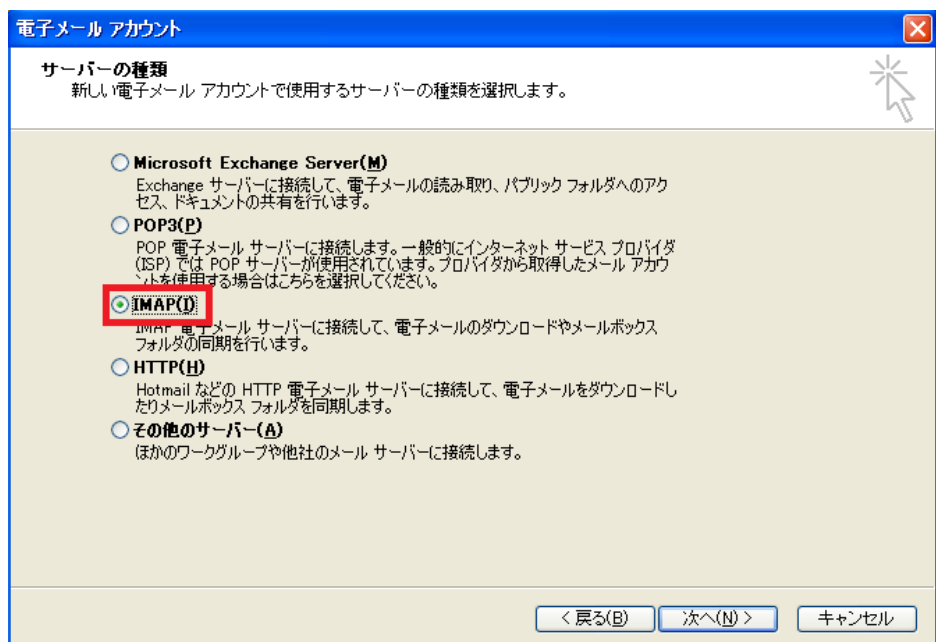 電子メール アカウント
サーバーの種類
新しい電子メール アカウントで使用するサーバーの種類を選択します。
Microsoft Exchange Server(M)
Exchange サーバーに接続して、電子メールの読み取り、パブリック フォルダへのアク
セス、ドキュメントの共有を行います。
POP3(P)
POP 電子メール サーバーに接続します。一般的にインターネット サービス プロバイダ
(ISP) では POP サーバーが使用されています。プロバイダから取得したメール アカウ
ントを使用する場合はこちらを選択してください。
IMAP(I)
IMAP 電子メール サーバーに接続して、電子メールのダウンロードやメールボックス
フォルダの同期を行います。
HTTP(H)
Hotmail などの HTTP 電子メール サーバーに接続して、電子メールをダウンロードし
たりメールボックス フォルダを同期します。
その他のサーバー(A)
ほかのワークグループや他社のメール サーバーに接続します。
< 戻る(B) 次へ(N) > キャンセル